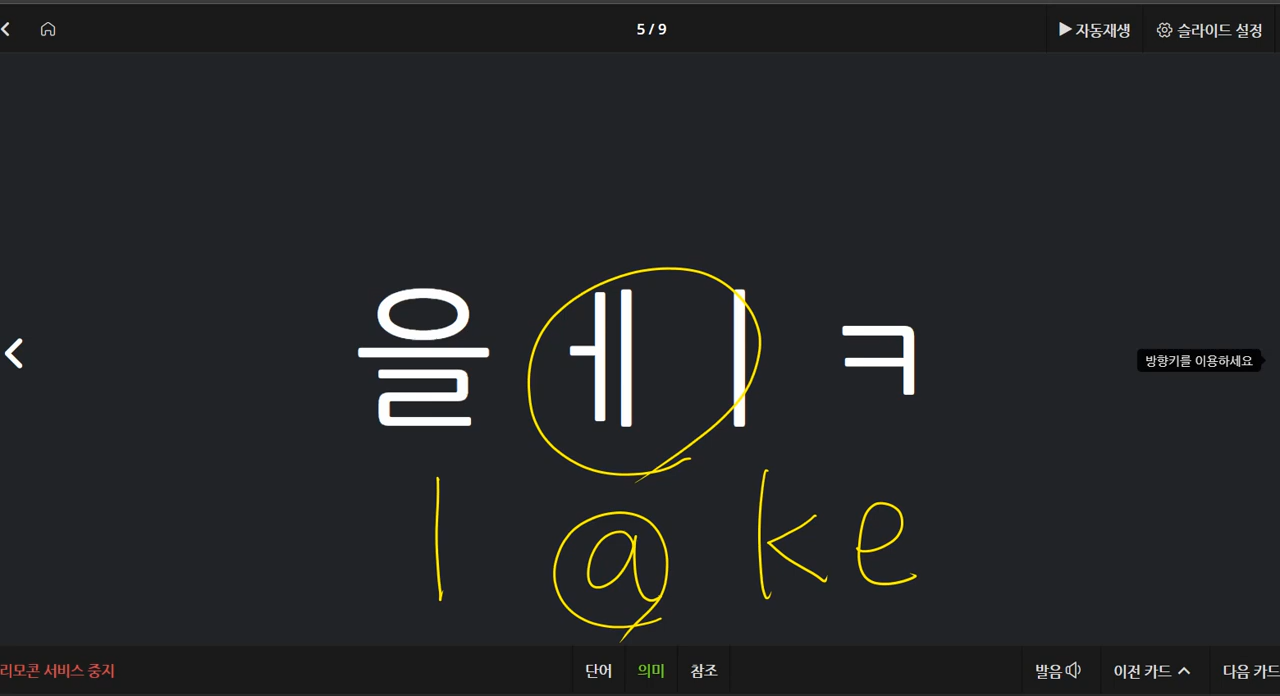 5 / 9
▶ 자동재생
슬라이드 설정
을 ㅔ ㅣ ㅋ
방향키를 이용하세요
l a ke
리모콘 서비스 중지
단어 의미 참조
발음
이전 카드
다음 카드